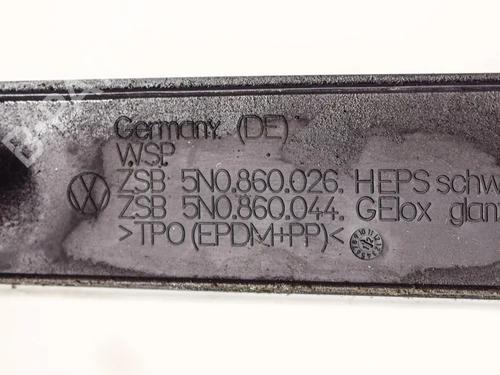 Germany. (DE)
W.S.P.
ZSB 5N0.860.026. HEPS schw
ZSB 5N0.860.044. GElox glan
>TPO(EPDM+PP)<